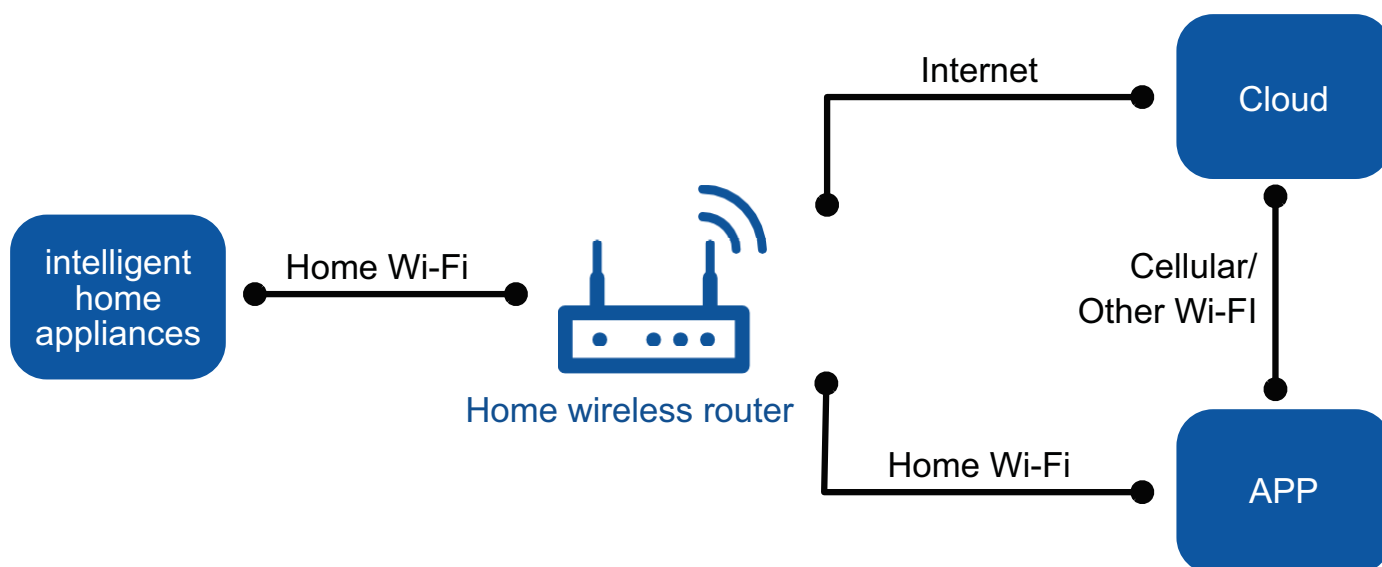 Internet
Cloud
intelligent
home
appliances
Home Wi-Fi
Cellular/
Other Wi-FI
Home wireless router
Home Wi-Fi
APP